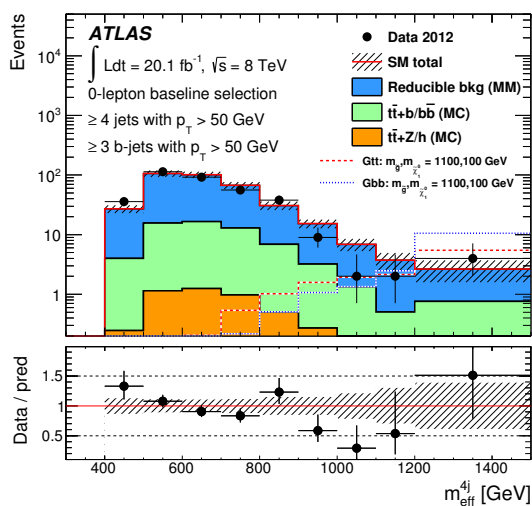 Events
ATLAS
∫ Ldt = 20.1 fb⁻¹, √s = 8 TeV
0-lepton baseline selection
≥ 4 jets with p_T > 50 GeV
≥ 3 b-jets with p_T > 50 GeV
Data 2012
SM total
Reducible bkg (MM)
tt̄+b/bb̄ (MC)
tt̄+Z/h (MC)
Gtt: m_g̃,m_χ̃₁⁰ = 1100,100 GeV
Gbb: m_g̃,m_χ̃₁⁰ = 1100,100 GeV
10⁴
10³
10²
10
1
Data / pred
1.5
1
0.5
400 600 800 1000 1200 1400
m_eff^4j [GeV]